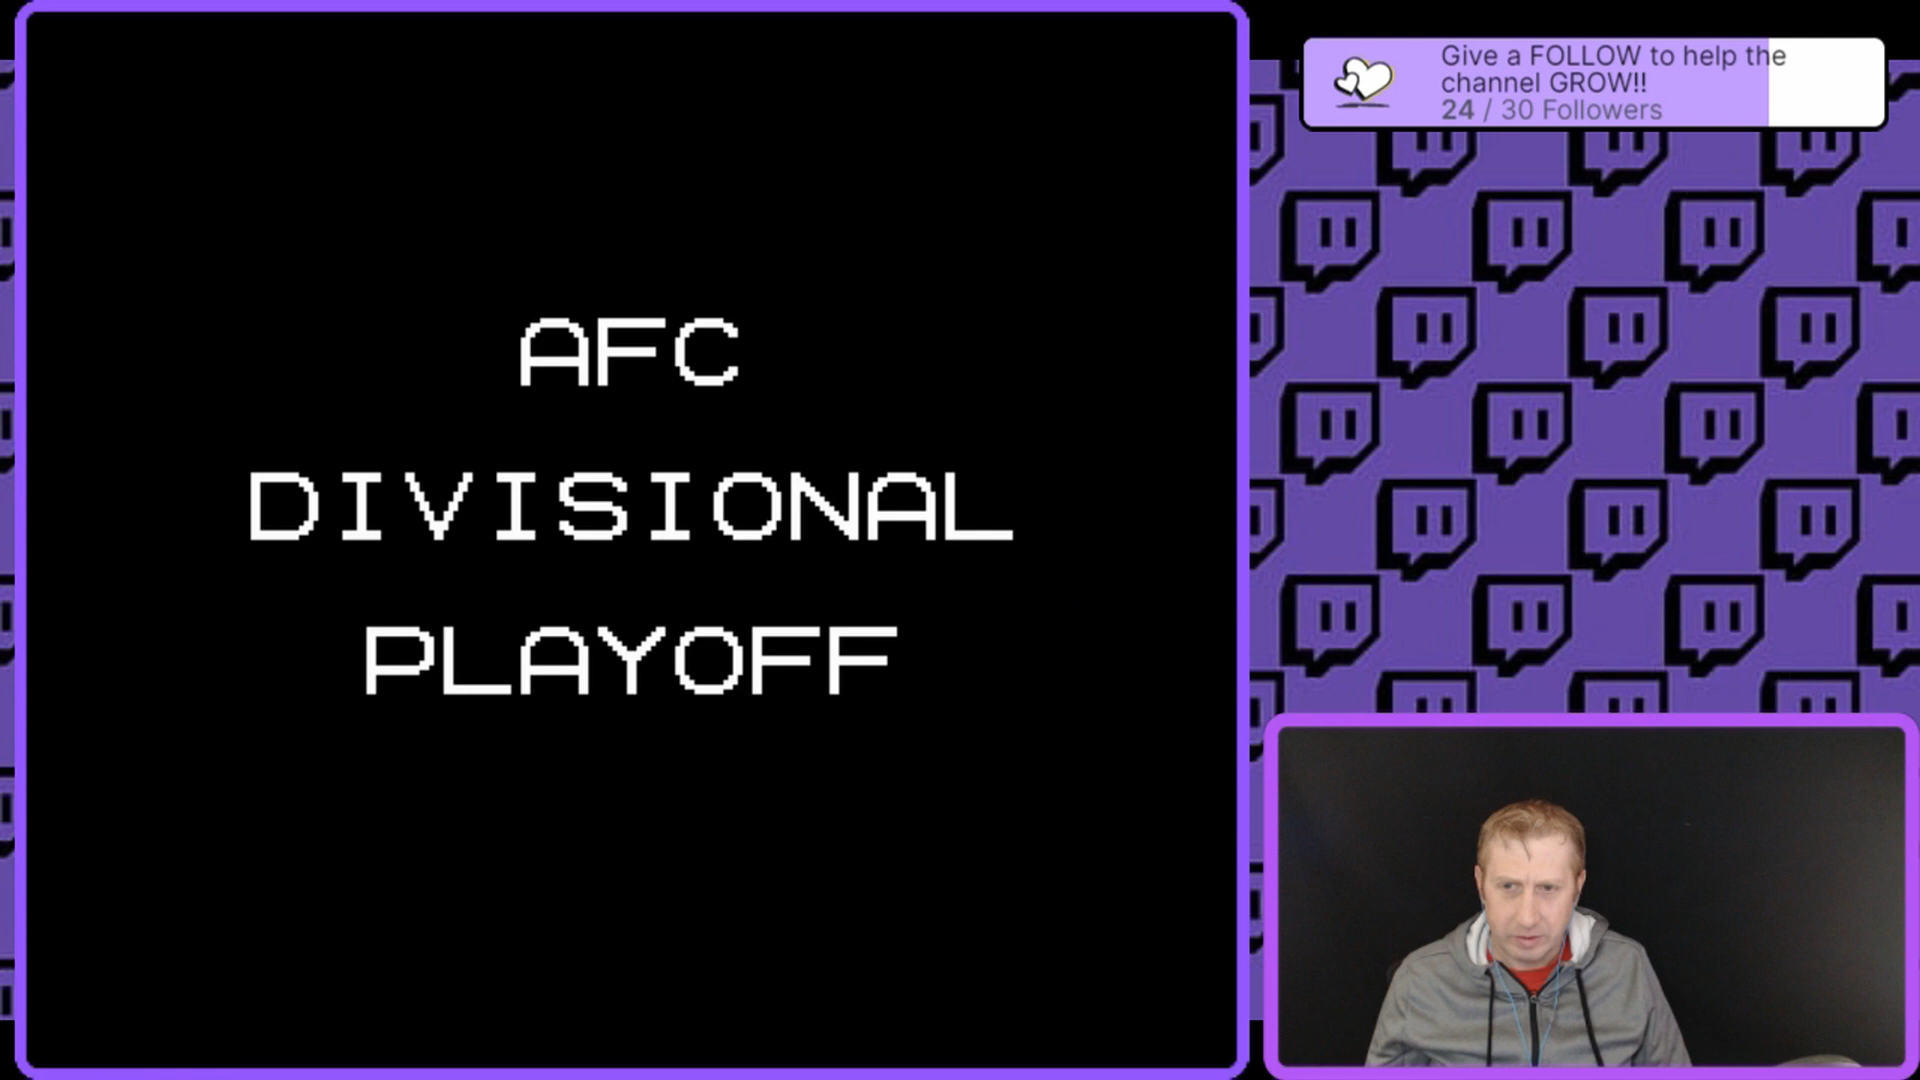 AFC
DIVISIONAL
PLAYOFF
Give a FOLLOW to help the
channel GROW!!
24 / 30 Followers